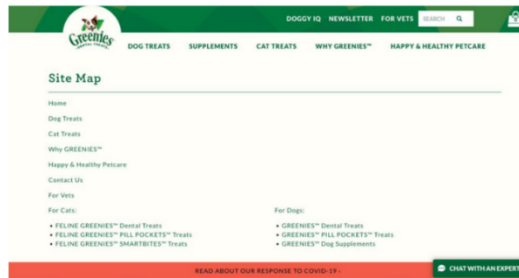 DOGGY IQ NEWSLETTER FOR VETS SEARCH
Greenies
DENTAL TREATS
DOG TREATS SUPPLEMENTS CAT TREATS WHY GREENIES™ HAPPY & HEALTHY PETCARE
Site Map
Home
Dog Treats
Cat Treats
Why GREENIES™
Happy & Healthy Petcare
Contact Us
For Vets
For Cats:
• FELINE GREENIES™ Dental Treats
• FELINE GREENIES™ PILL POCKETS™ Treats
• FELINE GREENIES™ SMARTBITES™ Treats
For Dogs:
• GREENIES™ Dental Treats
• GREENIES™ PILL POCKETS™ Treats
• GREENIES™ Dog Supplements
READ ABOUT OUR RESPONSE TO COVID-19 ›
CHAT WITH AN EXPERT